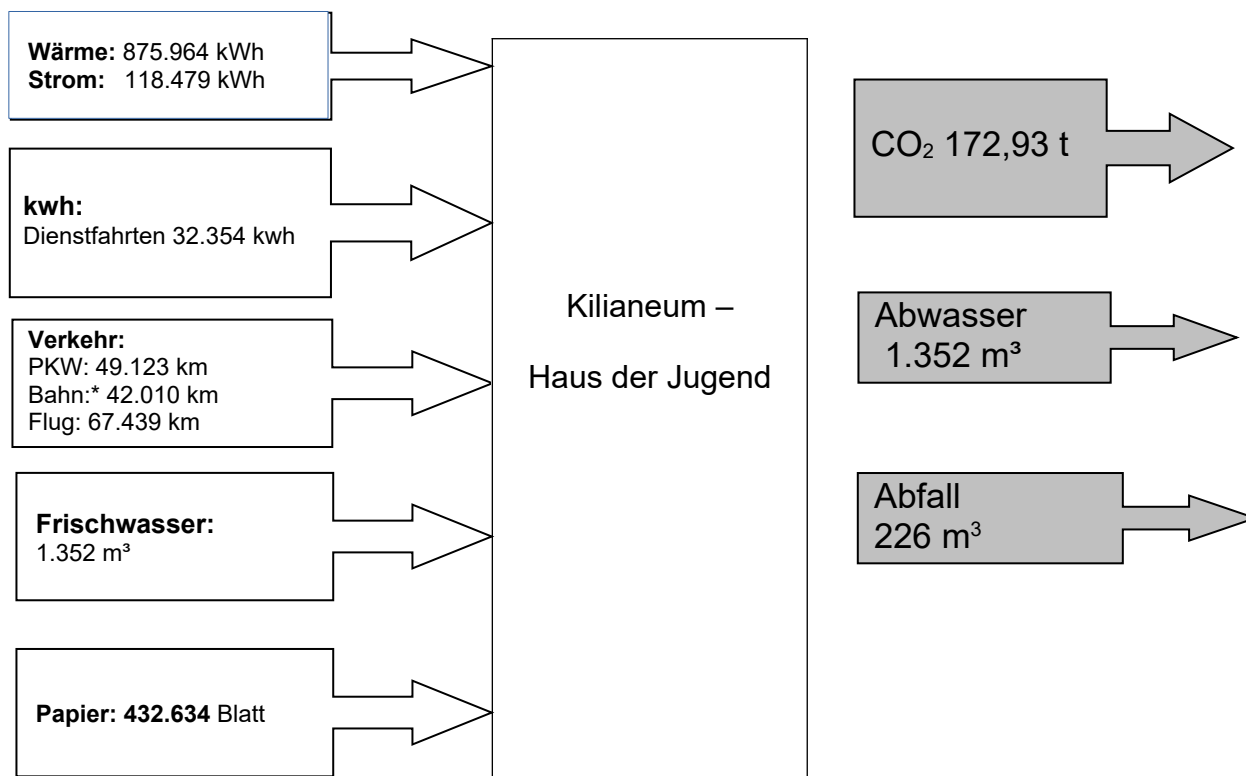 Wärme: 875.964 kWh
Strom: 118.479 kWh
kwh:
Dienstfahrten 32.354 kwh
Verkehr:
PKW: 49.123 km
Bahn:* 42.010 km
Flug: 67.439 km
Frischwasser:
1.352 m³
Papier: 432.634 Blatt
Kilianeum –
Haus der Jugend
CO₂ 172,93 t
Abwasser
1.352 m³
Abfall
226 m³